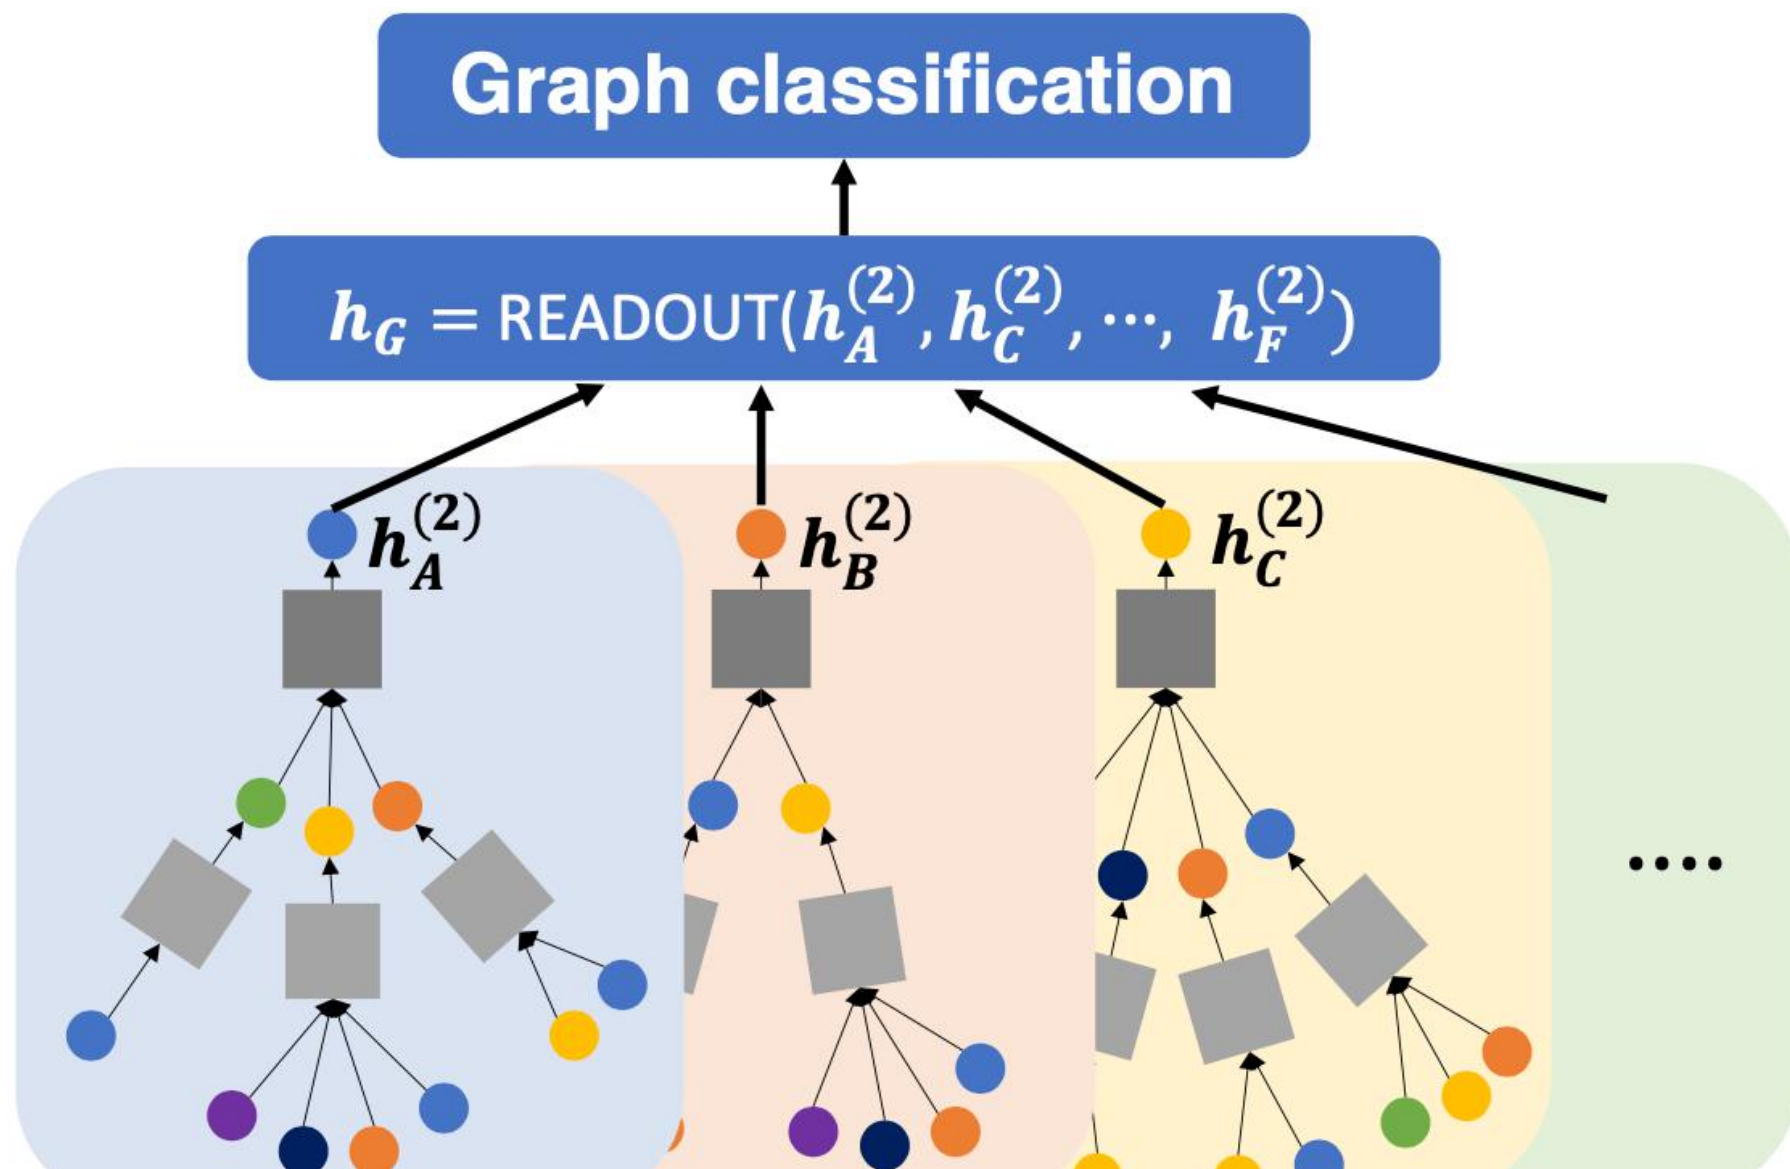 Graph classification
h_G = READOUT(h_A^(2), h_C^(2), ⋯, h_F^(2))
h_A^(2) h_B^(2) h_C^(2)
....